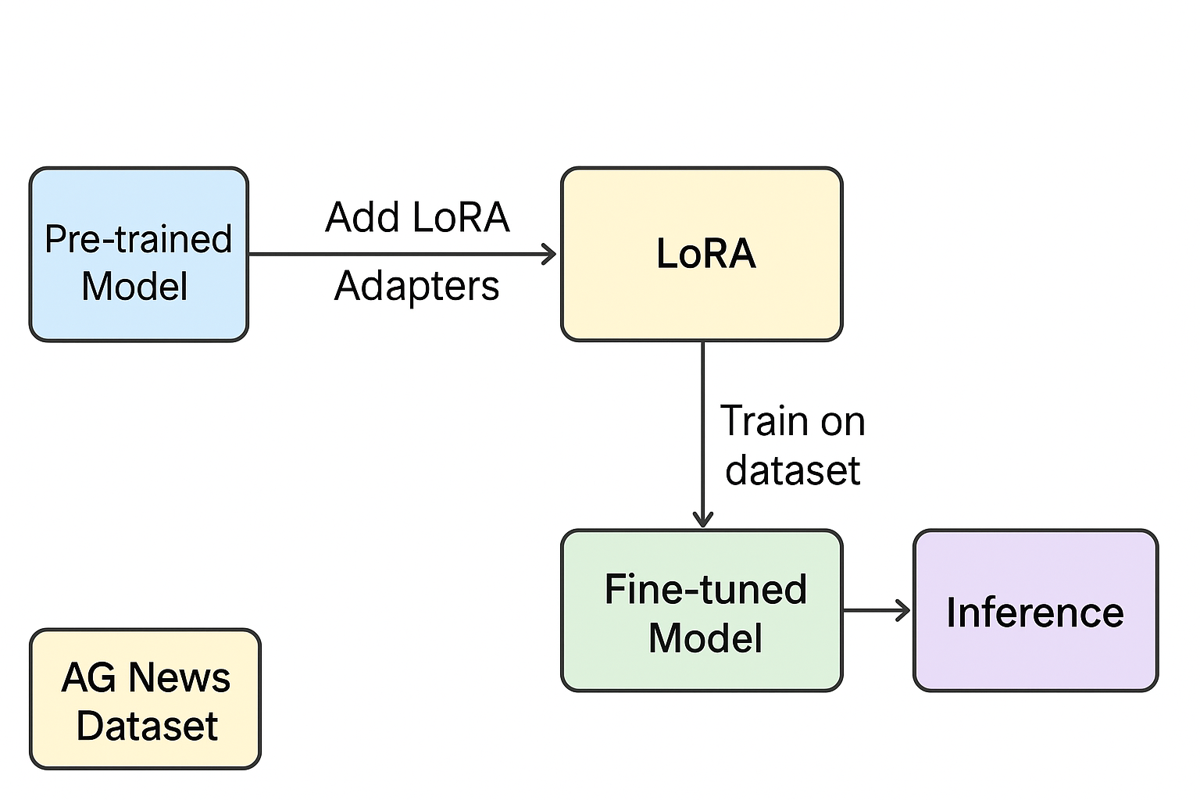 Pre-trained
Model
Add LoRA
Adapters
LoRA
Train on
dataset
Fine-tuned
Model
Inference
AG News
Dataset